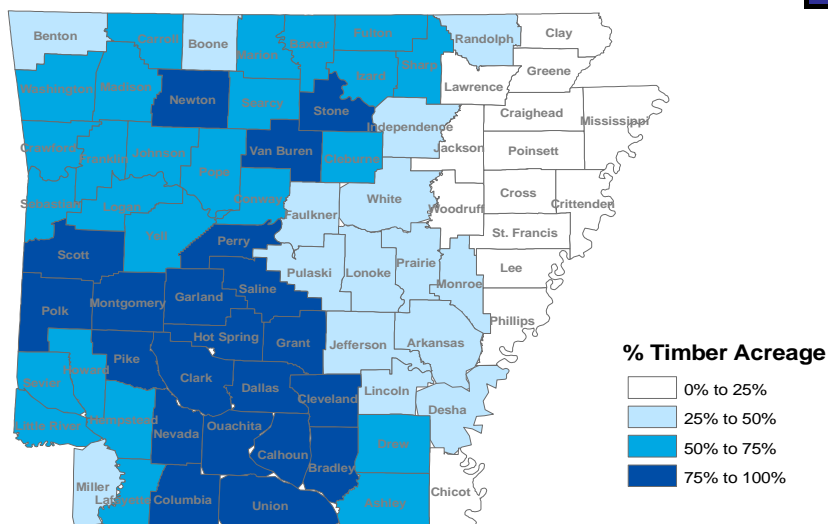 Benton
Carroll
Boone
Marion
Baxter
Fulton
Randolph
Clay
Washington
Madison
Newton
Searcy
Stone
Izard
Sharp
Lawrence
Greene
Independence
Craighead
Mississippi
Crawford
Franklin
Johnson
Pope
Van Buren
Cleburne
Jackson
Poinsett
Sebastian
Logan
Conway
Faulkner
White
Woodruff
Cross
Crittenden
St. Francis
Scott
Yell
Perry
Pulaski
Lonoke
Prairie
Monroe
Lee
Phillips
Polk
Montgomery
Garland
Saline
Hot Spring
Grant
Jefferson
Arkansas
Howard
Pike
Clark
Dallas
Cleveland
Lincoln
Desha
Sevier
Little River
Hempstead
Nevada
Ouachita
Calhoun
Bradley
Drew
Miller
Lafayette
Columbia
Union
Ashley
Chicot
% Timber Acreage
0% to 25%
25% to 50%
50% to 75%
75% to 100%